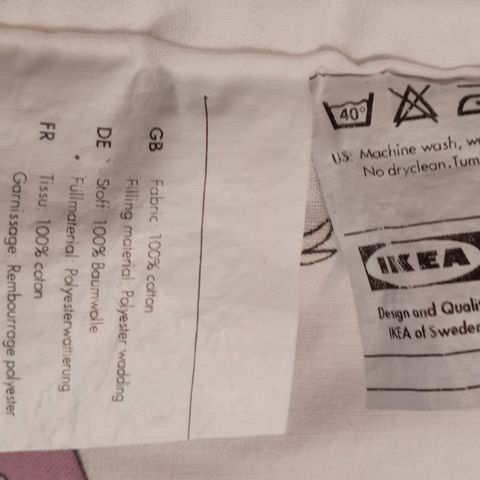 GB Fabric: 100% cotton
Filling material: Polyester wadding
DE Stoff: 100% Baumwolle
Füllmaterial: Polyesterwattierung
FR Tissu: 100% coton
Garnissage: Rembourrage polyester
40°
US: Machine wash, w
No dryclean. Tum
IKEA
Design and Quali
IKEA of Sweden